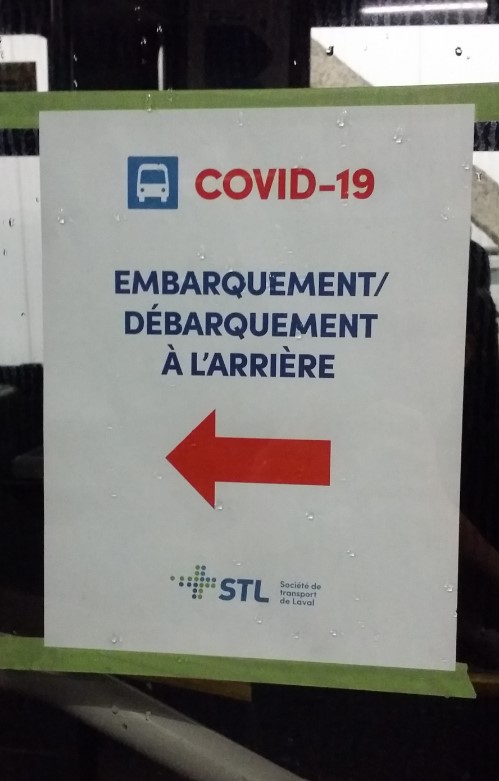 COVID-19
EMBARQUEMENT/
DÉBARQUEMENT
À L'ARRIÈRE
STL
Société de
transport
de Laval